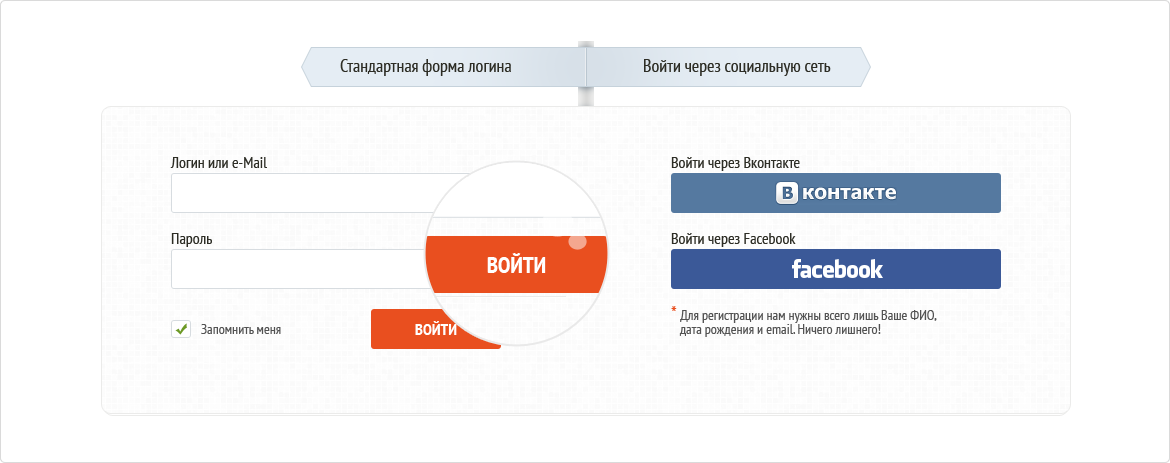 Стандартная форма логина
Войти через социальную сеть
Логин или e-Mail
Пароль
Запомнить меня
ВОЙТИ
ВОЙТИ
Войти через Вконтакте
В контакте
Войти через Facebook
facebook
* Для регистрации нам нужны всего лишь Ваше ФИО,
дата рождения и email. Ничего лишнего!